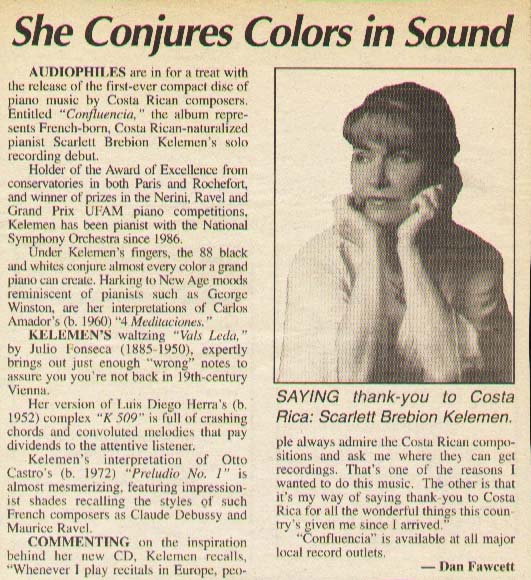 She Conjures Colors in Sound
AUDIOPHILES are in for a treat with
the release of the first-ever compact disc of
piano music by Costa Rican composers.
Entitled “Confluencia,” the album repre-
sents French-born, Costa Rican-naturalized
pianist Scarlett Brebion Kelemen's solo
recording debut.
Holder of the Award of Excellence from
conservatories in both Paris and Rochefort,
and winner of prizes in the Nerini, Ravel and
Grand Prix UFAM piano competitions,
Kelemen has been pianist with the National
Symphony Orchestra since 1986.
Under Kelemen's fingers, the 88 black
and whites conjure almost every color a grand
piano can create. Harking to New Age moods
reminiscent of pianists such as George
Winston, are her interpretations of Carlos
Amador's (b. 1960) “4 Meditaciones.”
KELEMEN'S waltzing “Vals Leda,”
by Julio Fonseca (1885-1950), expertly
brings out just enough “wrong” notes to
assure you you're not back in 19th-century
Vienna.
Her version of Luis Diego Herra's (b.
1952) complex “K 509” is full of crashing
chords and convoluted melodies that pay
dividends to the attentive listener.
Kelemen's interpretation of Otto
Castro's (b. 1972) “Preludio No. 1” is
almost mesmerizing, featuring impression-
ist shades recalling the styles of such
French composers as Claude Debussy and
Maurice Ravel.
COMMENTING on the inspiration
behind her new CD, Kelemen recalls,
“Whenever I play recitals in Europe, peo-
SAYING thank-you to Costa
Rica: Scarlett Brebion Kelemen.
ple always admire the Costa Rican compo-
sitions and ask me where they can get
recordings. That's one of the reasons I
wanted to do this music. The other is that
it's my way of saying thank-you to Costa
Rica for all the wonderful things this coun-
try's given me since I arrived.”
“Confluencia” is available at all major
local record outlets.
— Dan Fawcett